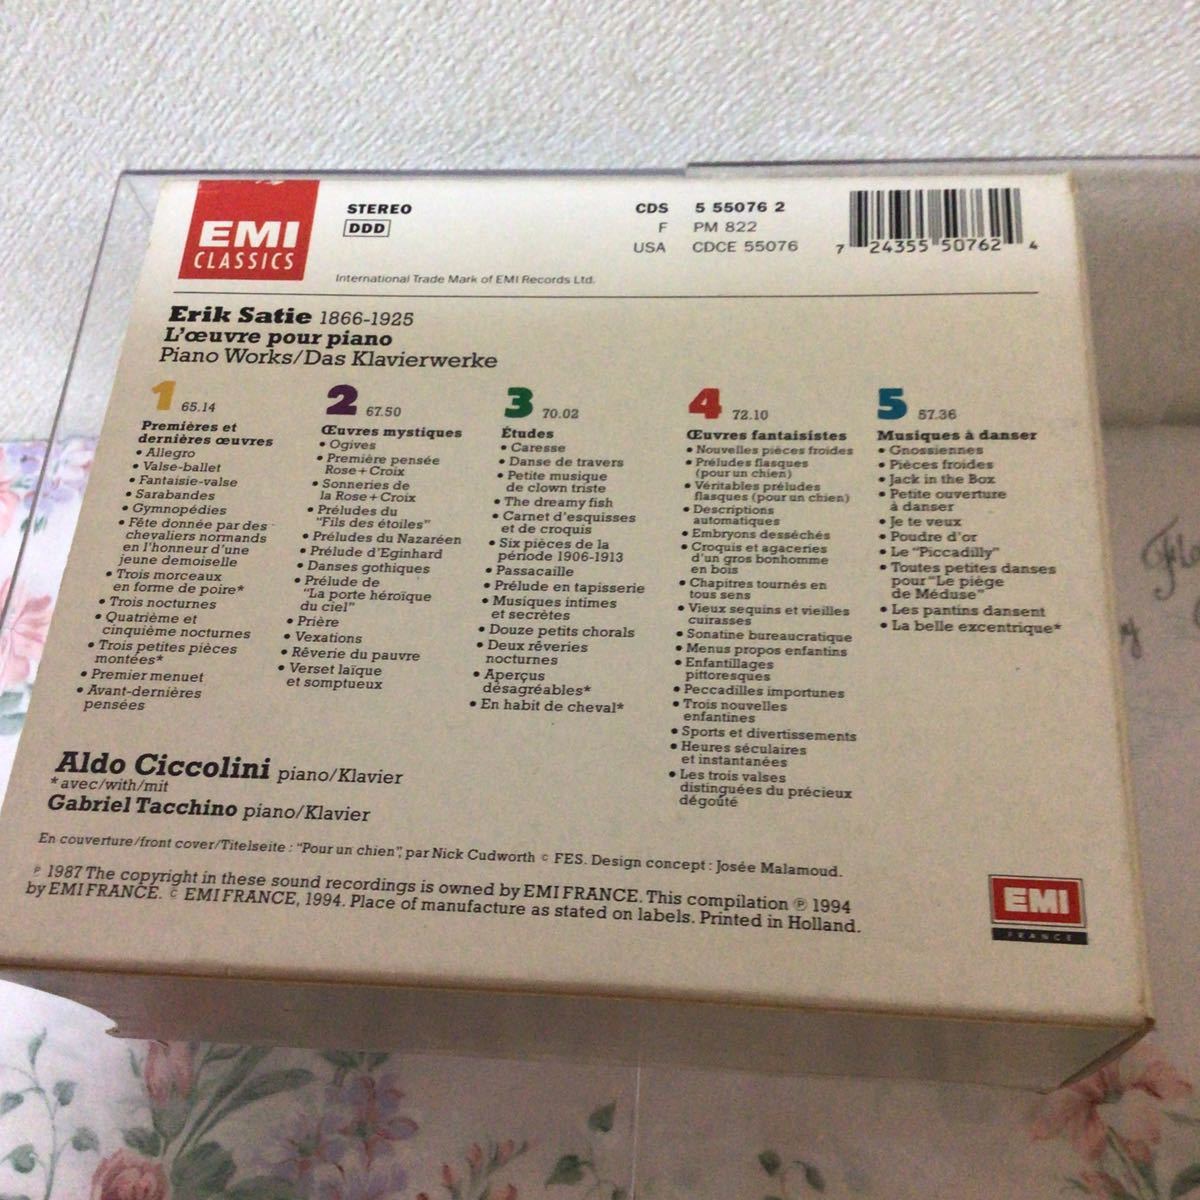 EMI
CLASSICS
STEREO
DDD
International Trade Mark of EMI Records Ltd.
CDS 5 55076 2
F PM 822
USA CDCE 55076
7 24355 50762 4
Erik Satie 1866-1925
L'œuvre pour piano
Piano Works/Das Klavierwerke
1 65.14
Premières et
dernières œuvres
• Allegro
• Valse-ballet
• Fantaisie-valse
• Sarabandes
• Gymnopédies
• Fête donnée par des
chevaliers normands
en l'honneur d'une
jeune demoiselle
• Trois morceaux
en forme de poire*
• Trois nocturnes
• Quatrième et
cinquième nocturnes
• Trois petites pièces
montées*
• Premier menuet
• Avant-dernières
pensées
2 67.50
Œuvres mystiques
• Ogives
• Première pensée
Rose+Croix
• Sonneries de
la Rose+Croix
• Préludes du
"Fils des étoiles"
• Préludes du Nazaréen
• Prélude d'Eginhard
• Danses gothiques
• Prélude de
"La porte héroïque
du ciel"
• Prière
• Vexations
• Rêverie du pauvre
• Verset laïque
et somptueux
3 70.02
Études
• Caresse
• Danse de travers
• Petite musique
de clown triste
• The dreamy fish
• Carnet d'esquisses
et de croquis
• Six pièces de la
période 1906-1913
• Passacaille
• Prélude en tapisserie
• Musiques intimes
et secrètes
• Douze petits chorals
• Deux rêveries
nocturnes
• Aperçus
désagréables*
• En habit de cheval*
4 72.10
Œuvres fantaisistes
• Nouvelles pièces froides
• Préludes flasques
(pour un chien)
• Véritables préludes
flasques (pour un chien)
• Descriptions
automatiques
• Embryons desséchés
• Croquis et agaceries
d'un gros bonhomme
en bois
• Chapitres tournés en
tous sens
• Vieux sequins et vieilles
cuirasses
• Sonatine bureaucratique
• Menus propos enfantins
• Enfantillages
pittoresques
• Peccadilles importunes
• Trois nouvelles
enfantines
• Sports et divertissements
• Heures séculaires
et instantanées
• Les trois valses
distinguées du précieux
dégoûté
5 57.36
Musiques à danser
• Gnossiennes
• Pièces froides
• Jack in the Box
• Petite ouverture
à danser
• Je te veux
• Poudre d'or
• Le "Piccadilly"
• Toutes petites danses
pour "Le piège
de Méduse"
• Les pantins dansent
• La belle excentrique*
Aldo Ciccolini piano/Klavier
*avec/with/mit
Gabriel Tacchino piano/Klavier
En couverture/front cover/Titelseite : "Pour un chien", par Nick Cudworth © FES. Design concept : Josée Malamoud.
℗ 1987 The copyright in these sound recordings is owned by EMI FRANCE. This compilation ℗ 1994
by EMI FRANCE. © EMI FRANCE, 1994. Place of manufacture as stated on labels. Printed in Holland.
EMI
FRANCE